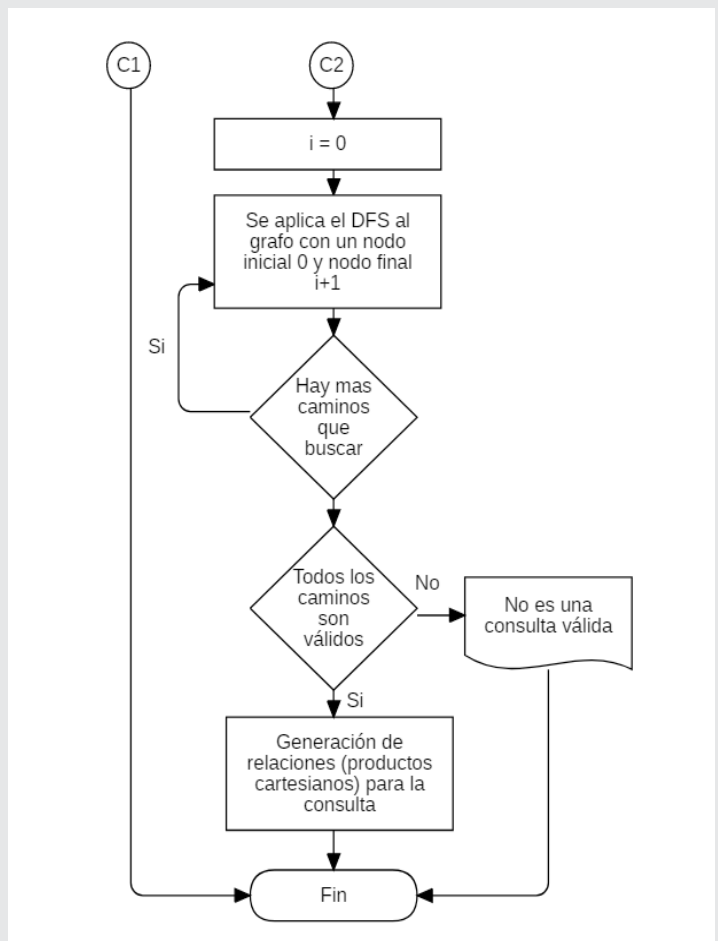 C1
C2
i = 0
Se aplica el DFS al
grafo con un nodo
inicial 0 y nodo final
i+1
Si
Hay mas
caminos
que
buscar
Todos los
caminos
son
válidos
No
No es una
consulta válida
Si
Generación de
relaciones (productos
cartesianos) para la
consulta
Fin